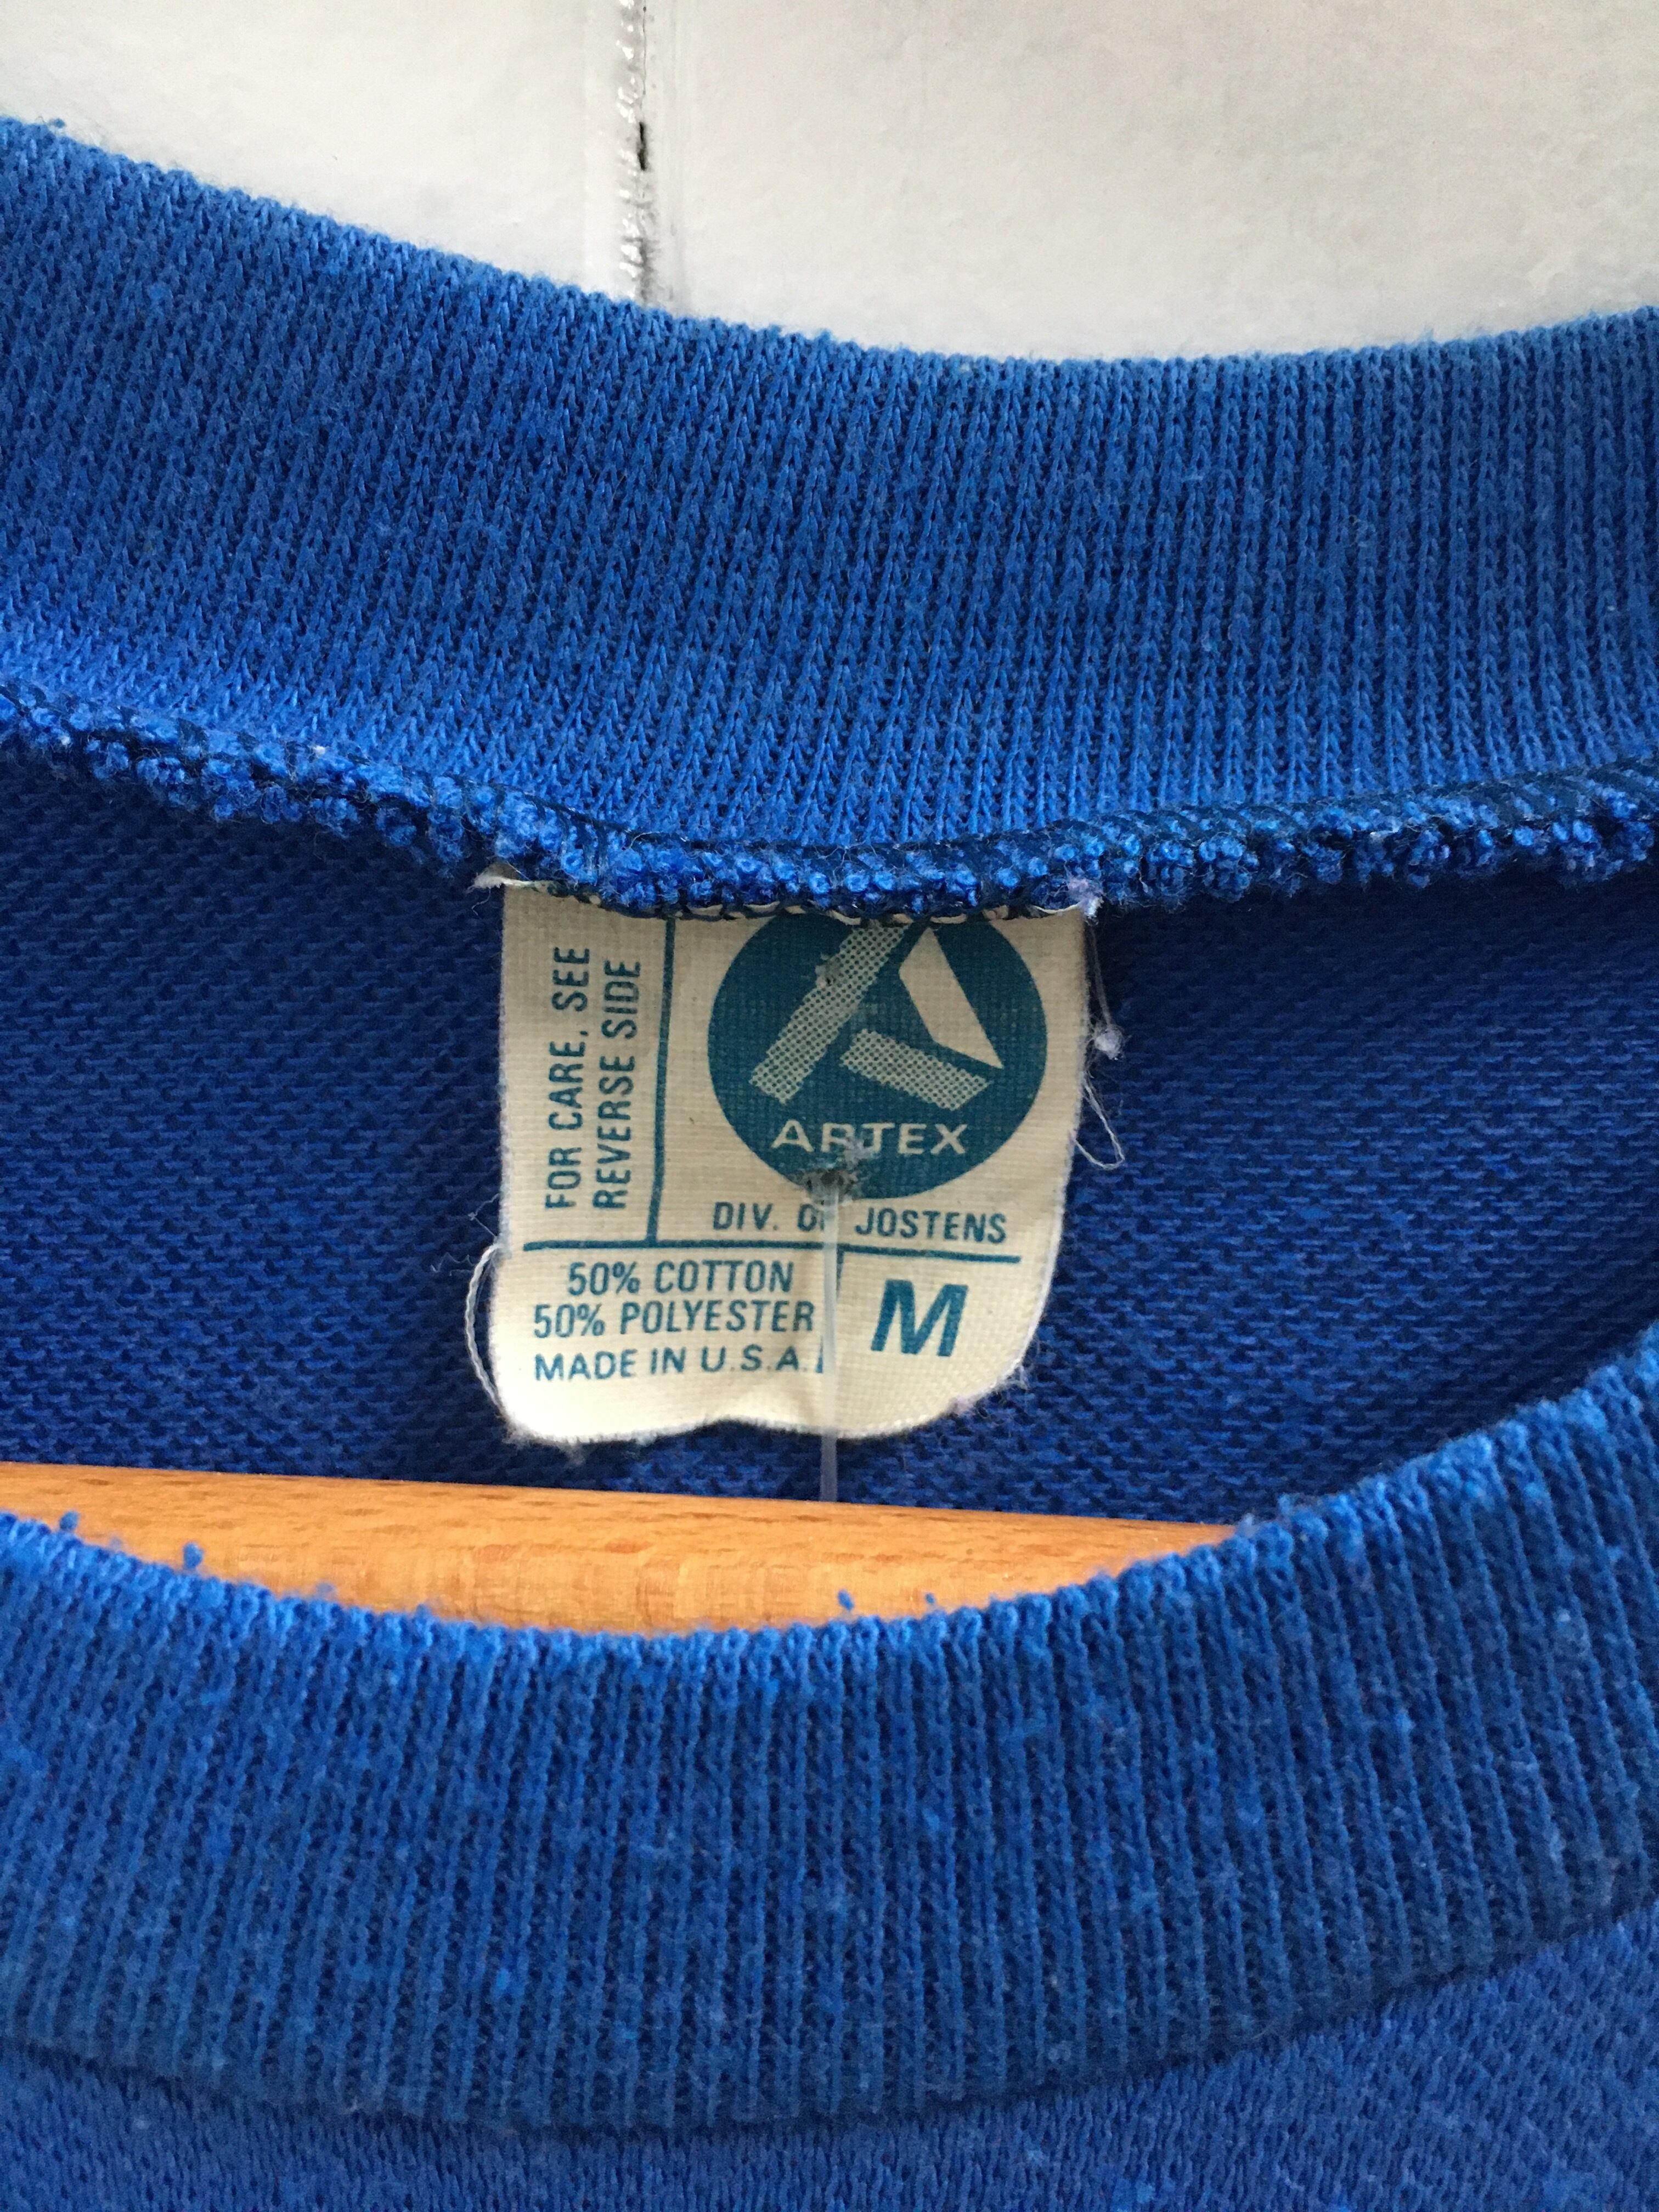 FOR CARE, SEE
REVERSE SIDE
ARTEX
DIV. OF JOSTENS
50% COTTON
50% POLYESTER
MADE IN U.S.A.
M